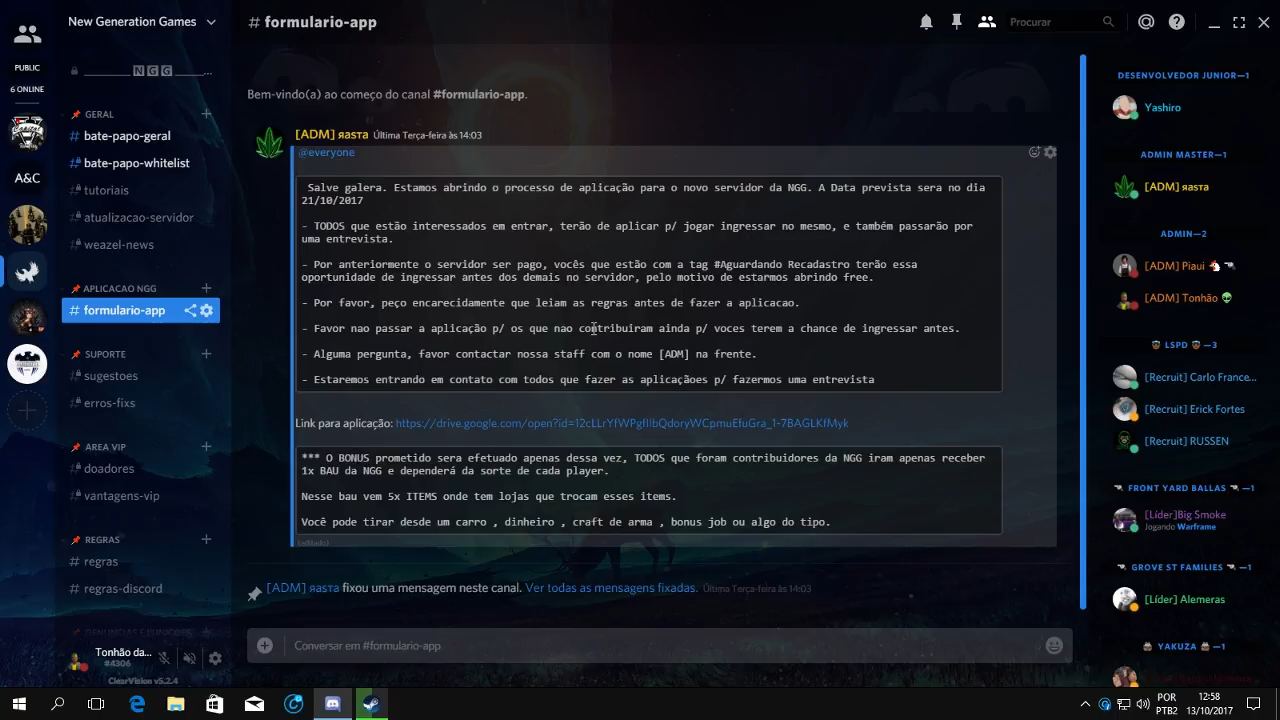 New Generation Games
# formulario-app
Procurar
PUBLIC
6 ONLINE
A&C
_______ NGG ____...
GERAL
# bate-papo-geral
# bate-papo-whitelist
# tutoriais
# atualizacao-servidor
# weazel-news
APLICACAO NGG
# formulario-app
SUPORTE
# sugestoes
# erros-fixs
AREA VIP
# doadores
# vantagens-vip
REGRAS
# regras
# regras-discord
DENUNCIAS E PUNICOES
Tonhão da...
#4306
ClearVision v5.2.4
Bem-vindo(a) ao começo do canal #formulario-app.
[ADM] яasта Última Terça-feira às 14:03
@everyone
Salve galera. Estamos abrindo o processo de aplicação para o novo servidor da NGG. A Data prevista sera no dia
21/10/2017
- TODOS que estão interessados em entrar, terão de aplicar p/ jogar ingressar no mesmo, e também passarão por
uma entrevista.
- Por anteriormente o servidor ser pago, vocês que estão com a tag #Aguardando Recadastro terão essa
oportunidade de ingressar antes dos demais no servidor, pelo motivo de estarmos abrindo free.
- Por favor, peço encarecidamente que leiam as regras antes de fazer a aplicacao.
- Favor nao passar a aplicação p/ os que nao contribuiram ainda p/ voces terem a chance de ingressar antes.
- Alguma pergunta, favor contactar nossa staff com o nome [ADM] na frente.
- Estaremos entrando em contato com todos que fazer as aplicaçãoes p/ fazermos uma entrevista
Link para aplicação: https://drive.google.com/open?id=12cLLrYfWPgfIIbQdoryWCpmuEfuGra_1-7BAGLKfMyk
*** O BONUS prometido sera efetuado apenas dessa vez, TODOS que foram contribuidores da NGG iram apenas receber
1x BAU da NGG e dependerá da sorte de cada player.
Nesse bau vem 5x ITEMS onde tem lojas que trocam esses items.
Você pode tirar desde um carro , dinheiro , craft de arma , bonus job ou algo do tipo.
(editado)
[ADM] яasта fixou uma mensagem neste canal. Ver todas as mensagens fixadas. Última Terça-feira às 14:03
Conversar em #formulario-app
DESENVOLVEDOR JUNIOR—1
Yashiro
ADMIN MASTER—1
[ADM] яasта
ADMIN—2
[ADM] Piaui
[ADM] Tonhão
LSPD —3
[Recruit] Carlo France...
[Recruit] Erick Fortes
[Recruit] RUSSEN
FRONT YARD BALLAS —1
[Líder]Big Smoke
Jogando Warframe
GROVE ST FAMILIES —1
[Líder] Alemeras
YAKUZA —1
POR
PTB2
12:58
13/10/2017